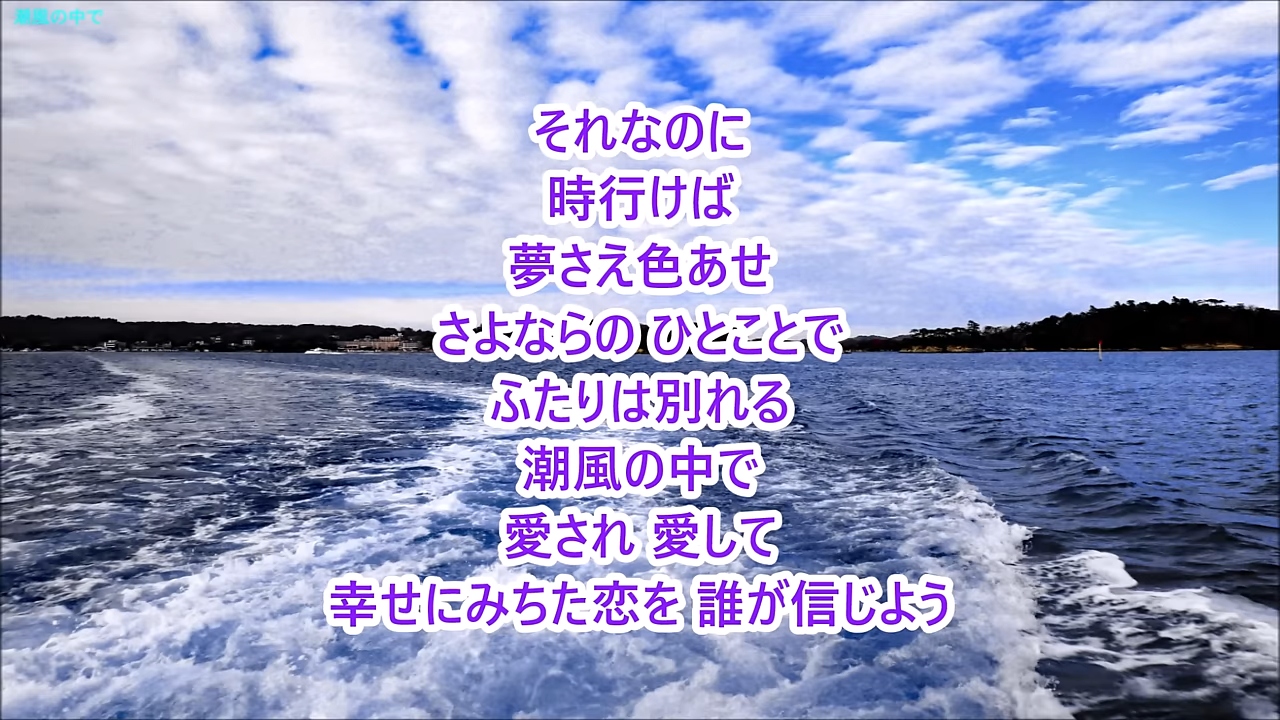 潮風の中で
それなのに
時行けば
夢さえ色あせ
さよならの ひとことで
ふたりは別れる
潮風の中で
愛され 愛して
幸せにみちた恋を 誰が信じよう